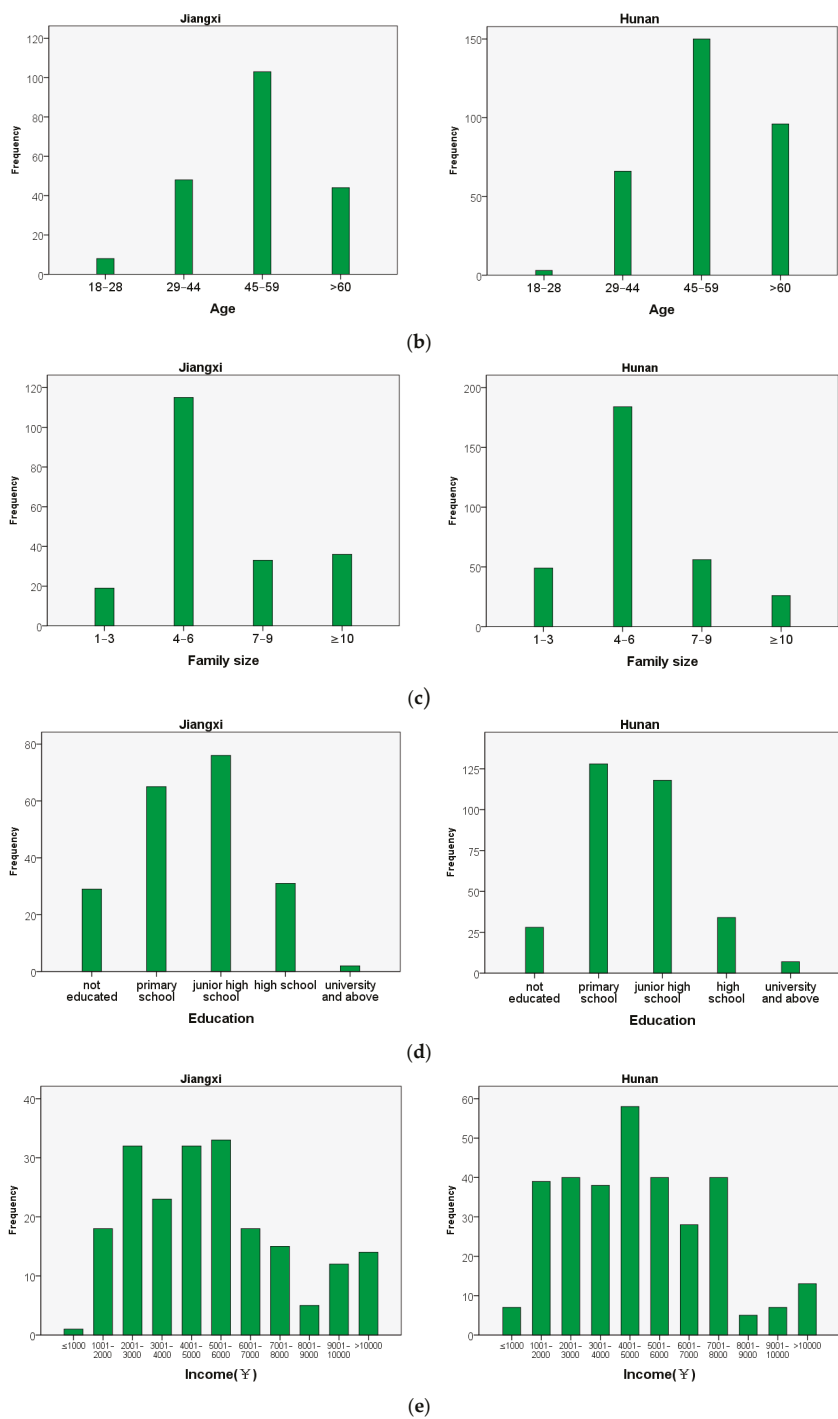 Jiangxi
120
100
80
60
40
20
0
Frequency
18–28 29–44 45–59 >60
Age
Hunan
150
100
50
0
Frequency
18–28 29–44 45–59 >60
Age
(b)
Jiangxi
120
100
80
60
40
20
0
Frequency
1–3 4–6 7–9 ≥10
Family size
Hunan
200
150
100
50
0
Frequency
1–3 4–6 7–9 ≥10
Family size
(c)
Jiangxi
80
60
40
20
0
Frequency
not primary junior high high school university
educated school school and above
Education
Hunan
125
100
75
50
25
0
Frequency
not primary junior high high university
educated school school school and above
Education
(d)
Jiangxi
40
30
20
10
0
Frequency
≤1000 1001– 2001– 3001– 4001– 5001– 6001– 7001– 8001– 9001– >10000
2000 3000 4000 5000 6000 7000 8000 9000 10000
Income(¥)
Hunan
60
50
40
30
20
10
0
Frequency
≤1000 1001– 2001– 3001– 4001– 5001– 6001– 7001– 8001– 9001– >10000
2000 3000 4000 5000 6000 7000 8000 9000 10000
Income(¥)
(e)